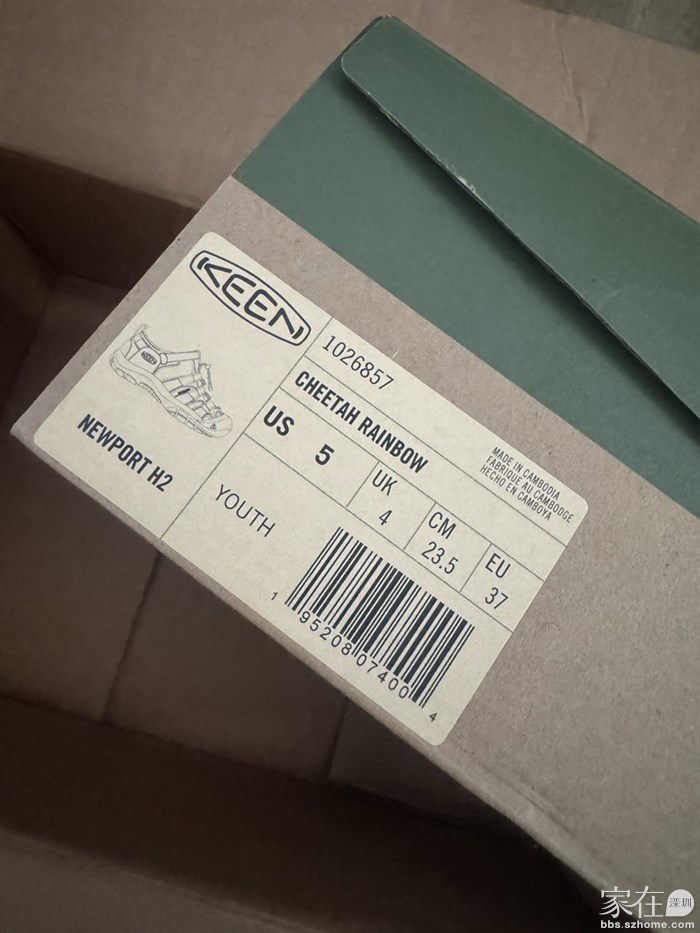 KEEN
KEEN
NEWPORT H2
1026857
CHEETAH RAINBOW
MADE IN CAMBODIA
FABRIQUE AU CAMBODGE
HECHO EN CAMBOYA
US 5
UK 4
CM 23.5
EU 37
YOUTH
1 95208 07400 4
家在 深圳
bbs.szhome.com